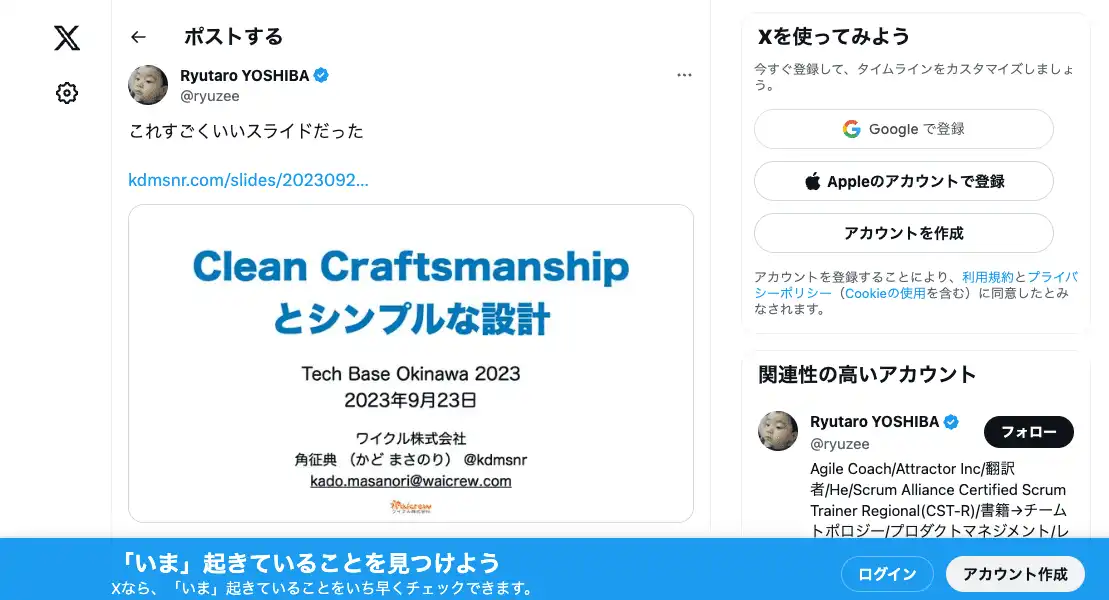 ポストする
Ryutaro YOSHIBA
@ryuzee
これすごくいいスライドだった
kdmsnr.com/slides/2023092...
Clean Craftsmanship
とシンプルな設計
Tech Base Okinawa 2023
2023年9月23日
ワイクル株式会社
角征典 （かど まさのり） @kdmsnr
kado.masanori@waicrew.com
Waicrew
ワイクル株式会社
Xを使ってみよう
今すぐ登録して、タイムラインをカスタマイズしましょ
う。
Google で登録
Appleのアカウントで登録
アカウントを作成
アカウントを登録することにより、利用規約とプライバ
シーポリシー（Cookieの使用を含む）に同意したとみ
なされます。
関連性の高いアカウント
Ryutaro YOSHIBA
@ryuzee
フォロー
Agile Coach/Attractor Inc/翻訳
者/He/Scrum Alliance Certified Scrum
Trainer Regional(CST-R)/書籍→チーム
トポロジー/プロダクトマネジメント/レ
「いま」起きていることを見つけよう
Xなら、「いま」起きていることをいち早くチェックできます。
ログイン
アカウント作成